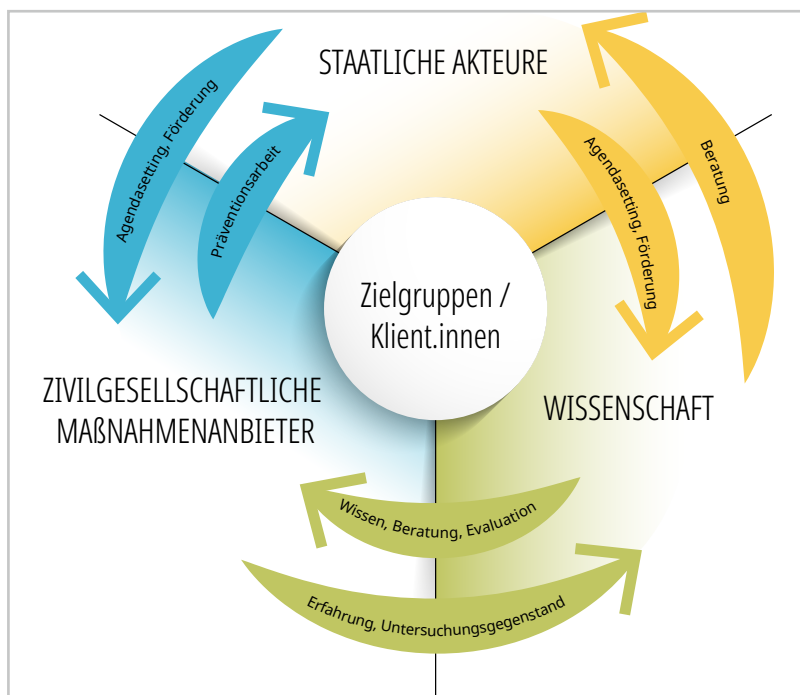 STAATLICHE AKTEURE
Agendasetting, Förderung
Präventionsarbeit
Agendasetting, Förderung
Beratung
Zielgruppen /
Klient.innen
ZIVILGESELLSCHAFTLICHE
MAßNAHMENANBIETER
WISSENSCHAFT
Wissen, Beratung, Evaluation
Erfahrung, Untersuchungsgegenstand